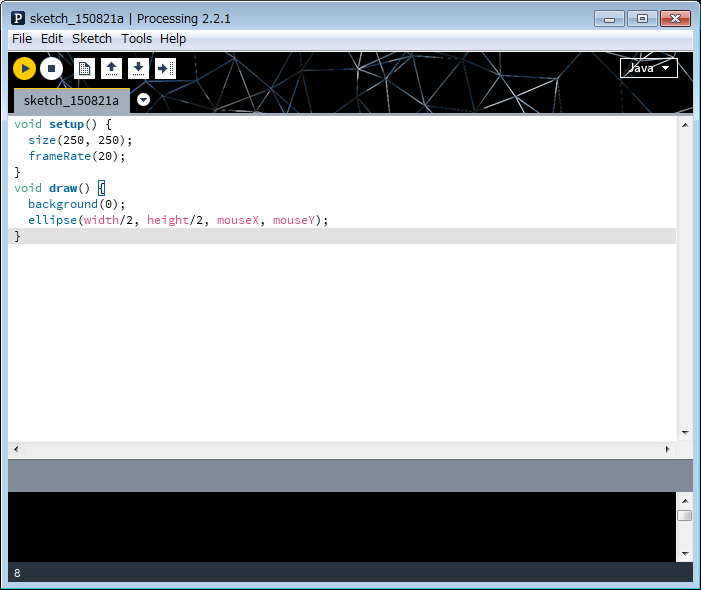 P sketch_150821a | Processing 2.2.1
File Edit Sketch Tools Help
Java
sketch_150821a
void setup() {
  size(250, 250);
  frameRate(20);
}
void draw() {
  background(0);
  ellipse(width/2, height/2, mouseX, mouseY);
}
8